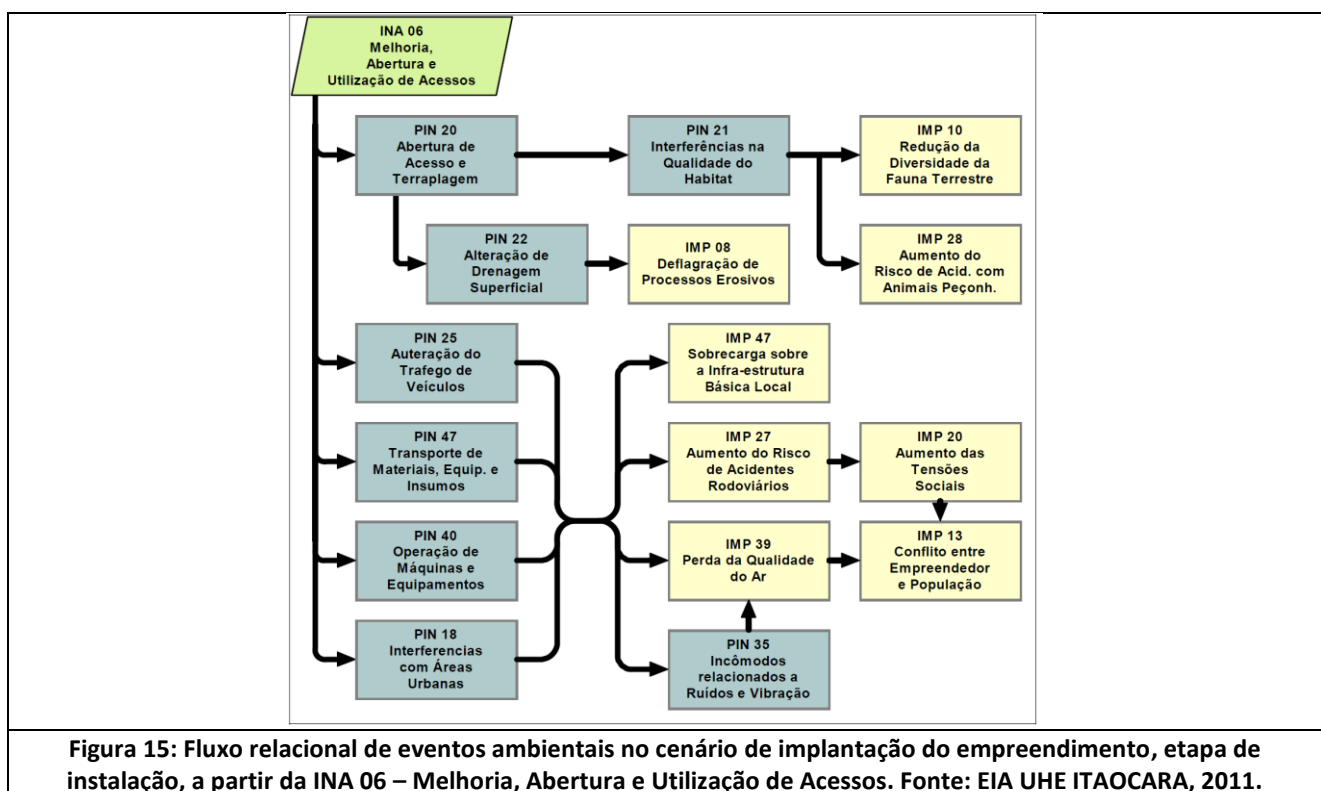 INA 06
Melhoria,
Abertura e
Utilização de Acessos
PIN 20
Abertura de
Acesso e
Terraplagem
PIN 21
Interferências na
Qualidade do
Habitat
IMP 10
Redução da
Diversidade da
Fauna Terrestre
PIN 22
Alteração de
Drenagem
Superficial
IMP 08
Deflagração de
Processos Erosivos
IMP 28
Aumento do
Risco de Acid. com
Animais Peçonh.
PIN 25
Auteração do
Trafego de
Veículos
IMP 47
Sobrecarga sobre
a Infra-estrutura
Básica Local
PIN 47
Transporte de
Materiais, Equip. e
Insumos
IMP 27
Aumento do Risco
de Acidentes
Rodoviários
IMP 20
Aumento das
Tensões
Sociais
PIN 40
Operação de
Máquinas e
Equipamentos
IMP 39
Perda da Qualidade
do Ar
IMP 13
Conflito entre
Empreendedor
e População
PIN 18
Interferencias
com Áreas
Urbanas
PIN 35
Incômodos
relacionados a
Ruídos e Vibração
Figura 15: Fluxo relacional de eventos ambientais no cenário de implantação do empreendimento, etapa de
instalação, a partir da INA 06 – Melhoria, Abertura e Utilização de Acessos. Fonte: EIA UHE ITAOCARA, 2011.